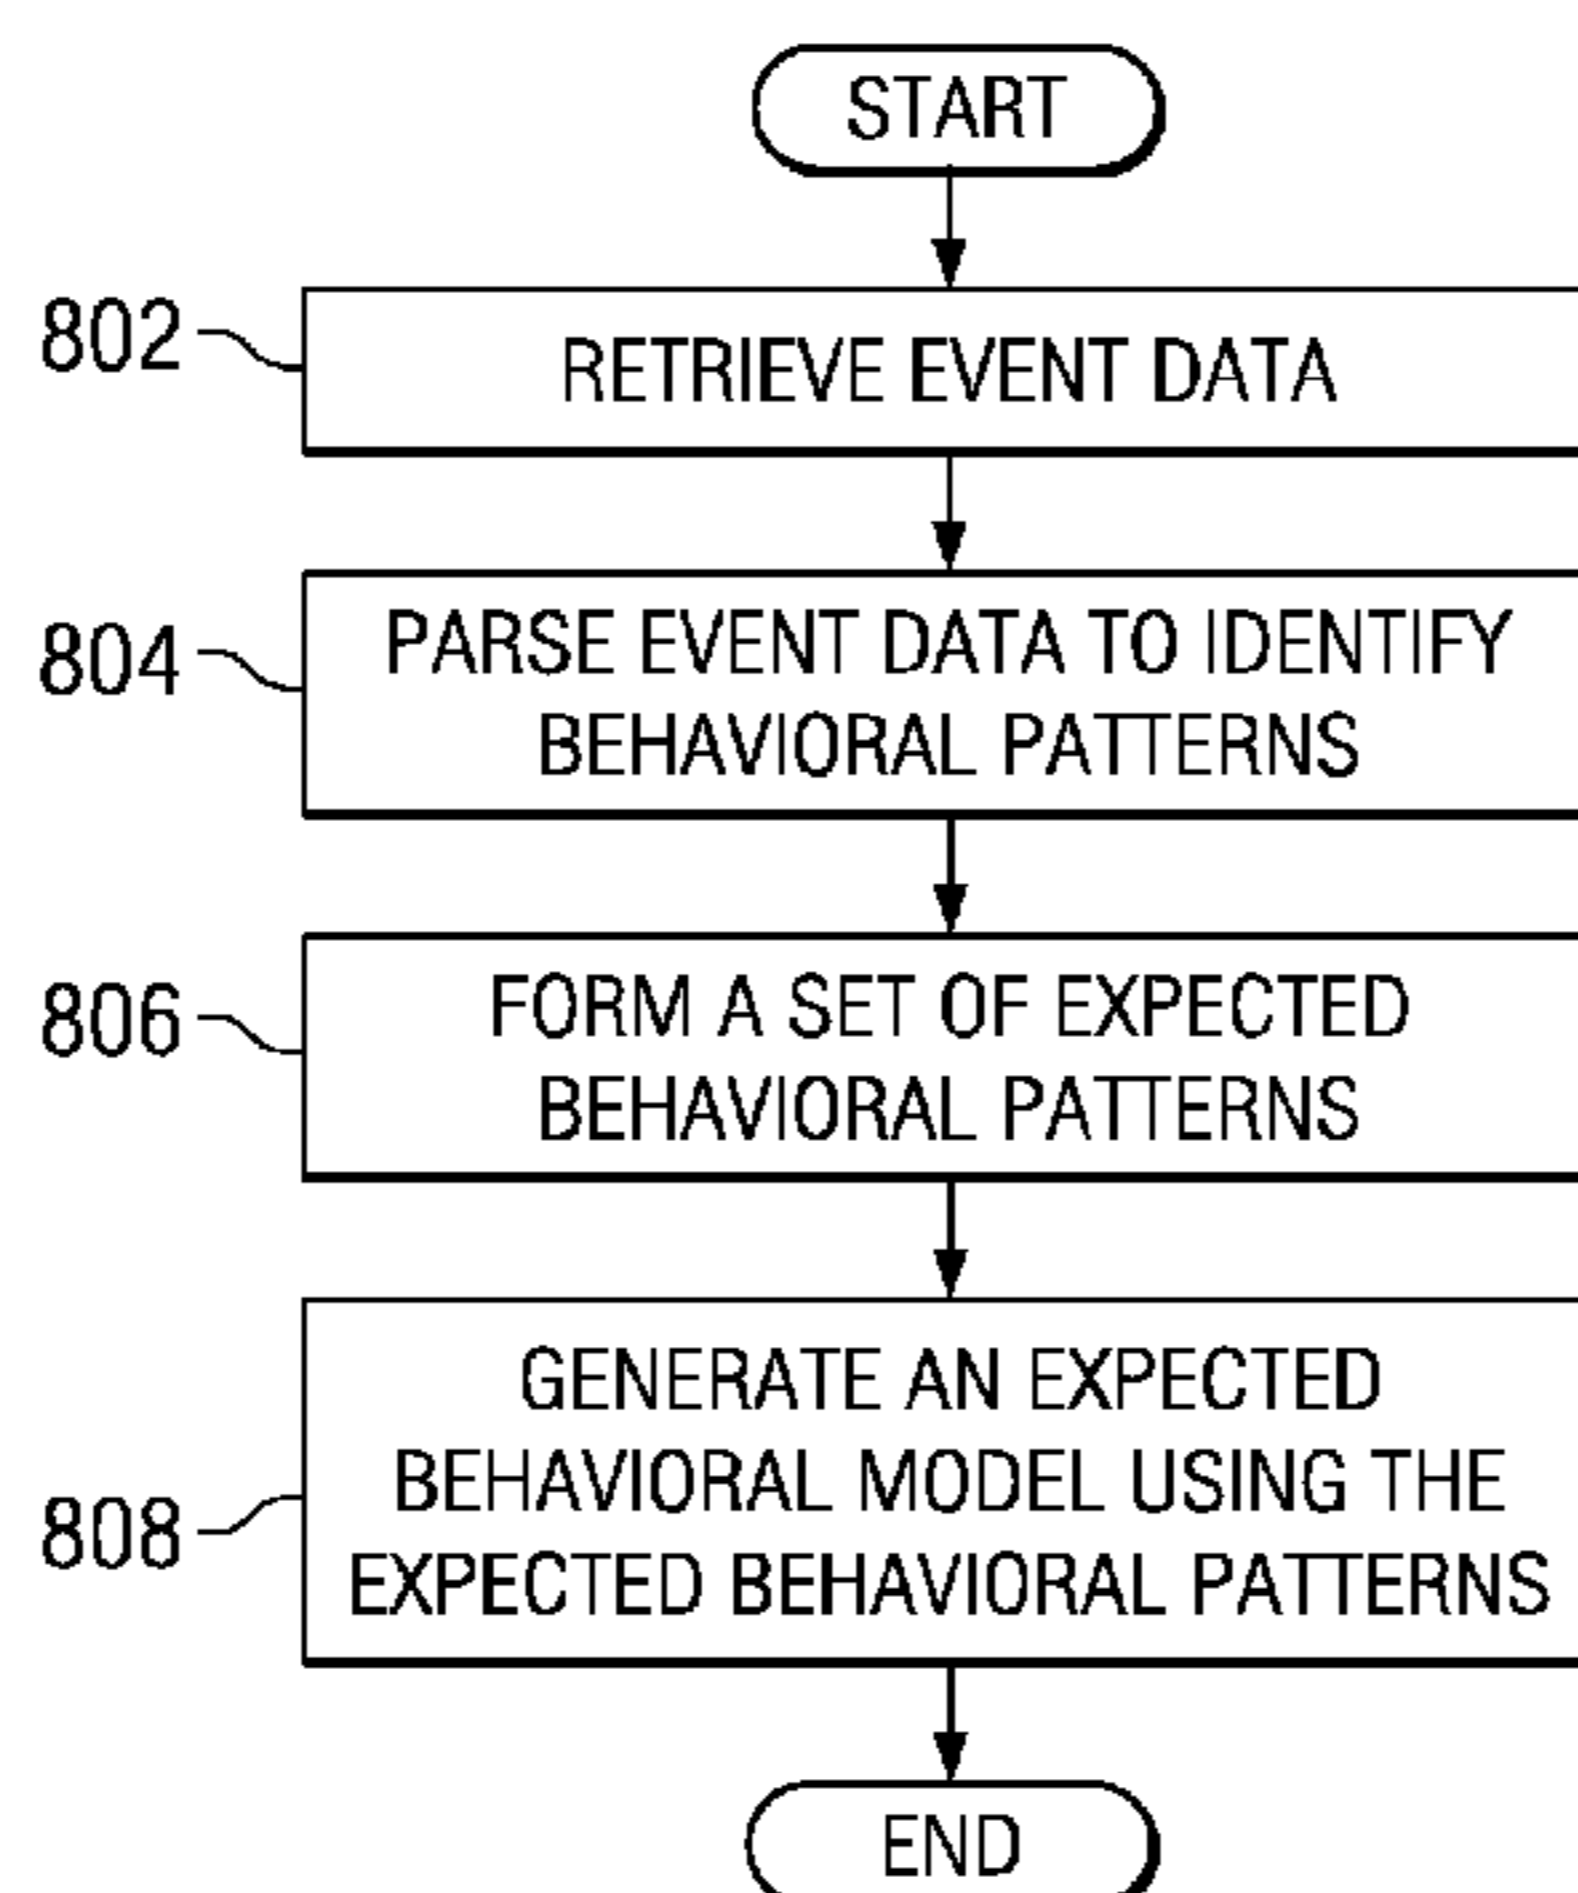 START
802
RETRIEVE EVENT DATA
804
PARSE EVENT DATA TO IDENTIFY
BEHAVIORAL PATTERNS
806
FORM A SET OF EXPECTED
BEHAVIORAL PATTERNS
808
GENERATE AN EXPECTED
BEHAVIORAL MODEL USING THE
EXPECTED BEHAVIORAL PATTERNS
END